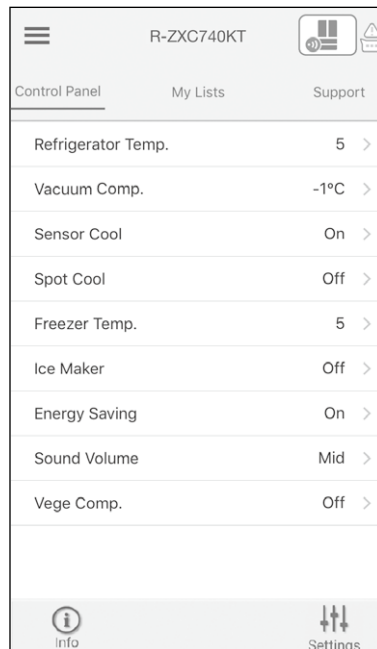 R-ZXC740KT
Control Panel My Lists Support
Refrigerator Temp. 5
Vacuum Comp. -1°C
Sensor Cool On
Spot Cool Off
Freezer Temp. 5
Ice Maker Off
Energy Saving On
Sound Volume Mid
Vege Comp. Off
Info Settings